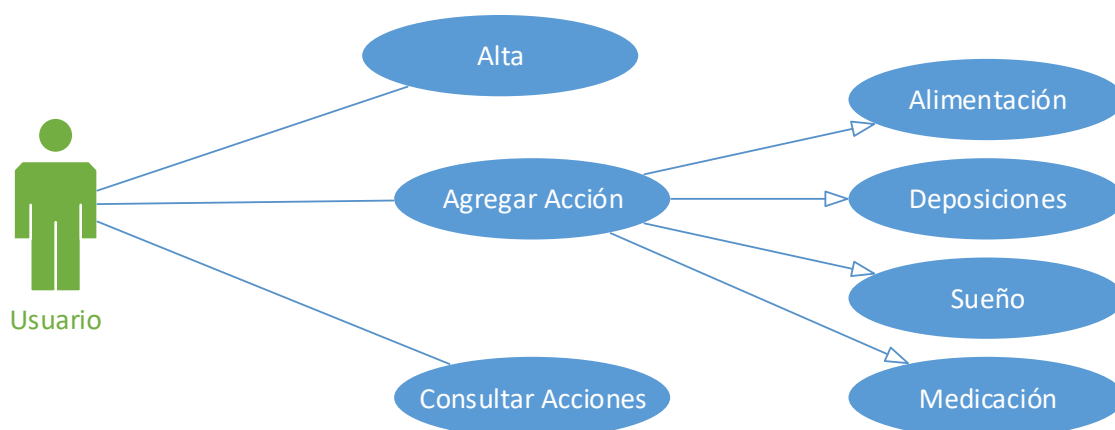 Alta
Alimentación
Agregar Acción
Deposiciones
Sueño
Usuario
Consultar Acciones
Medicación